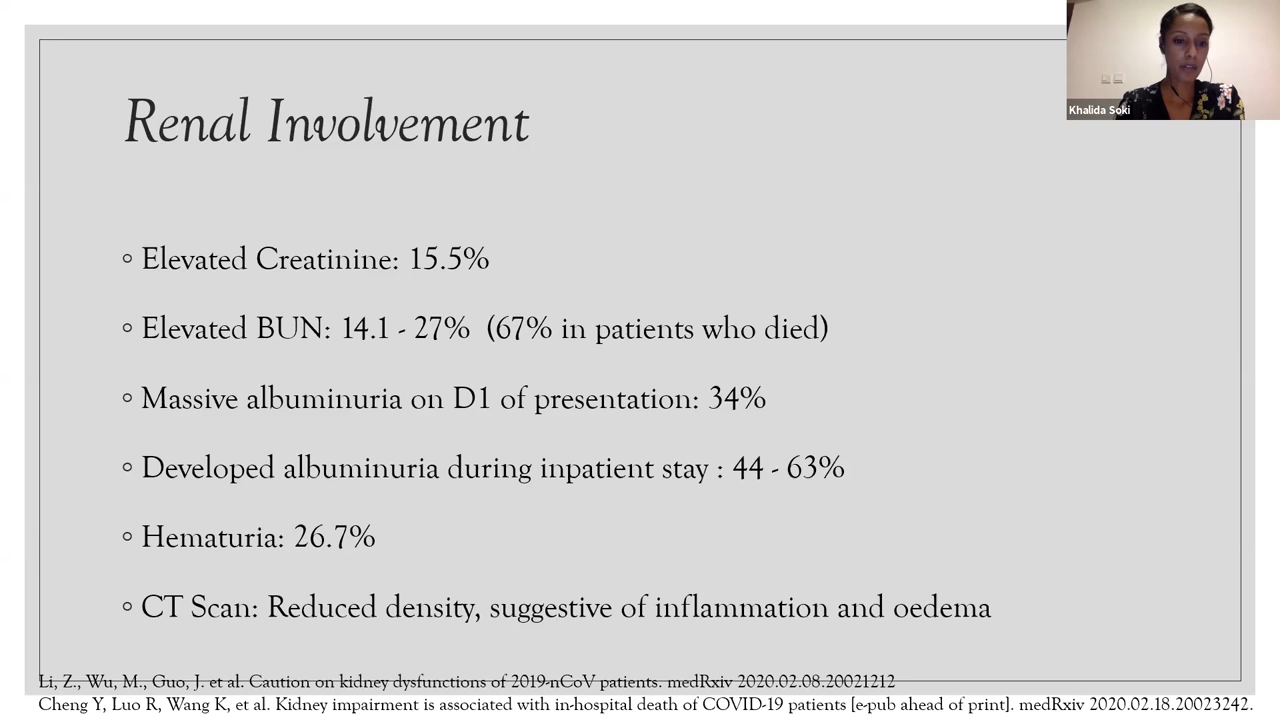 Renal Involvement
Khalida Soki
◦ Elevated Creatinine: 15.5%
◦ Elevated BUN: 14.1 - 27%  (67% in patients who died)
◦ Massive albuminuria on D1 of presentation: 34%
◦ Developed albuminuria during inpatient stay : 44 - 63%
◦ Hematuria: 26.7%
◦ CT Scan: Reduced density, suggestive of inflammation and oedema
Li, Z., Wu, M., Guo, J. et al. Caution on kidney dysfunctions of 2019-nCoV patients. medRxiv 2020.02.08.20021212
Cheng Y, Luo R, Wang K, et al. Kidney impairment is associated with in-hospital death of COVID-19 patients [e-pub ahead of print]. medRxiv 2020.02.18.20023242.